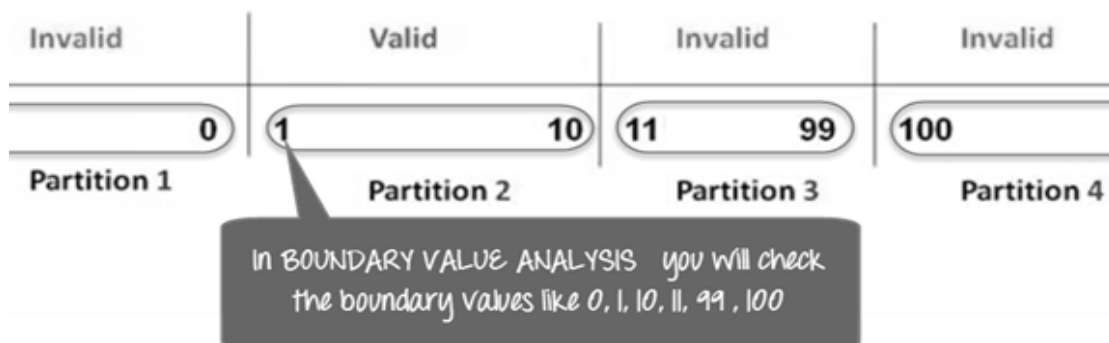 Invalid Valid Invalid Invalid
0 1 10 11 99 100
Partition 1 Partition 2 Partition 3 Partition 4
In BOUNDARY VALUE ANALYSIS you will check
the boundary values like 0, 1, 10, 11, 99 , 100